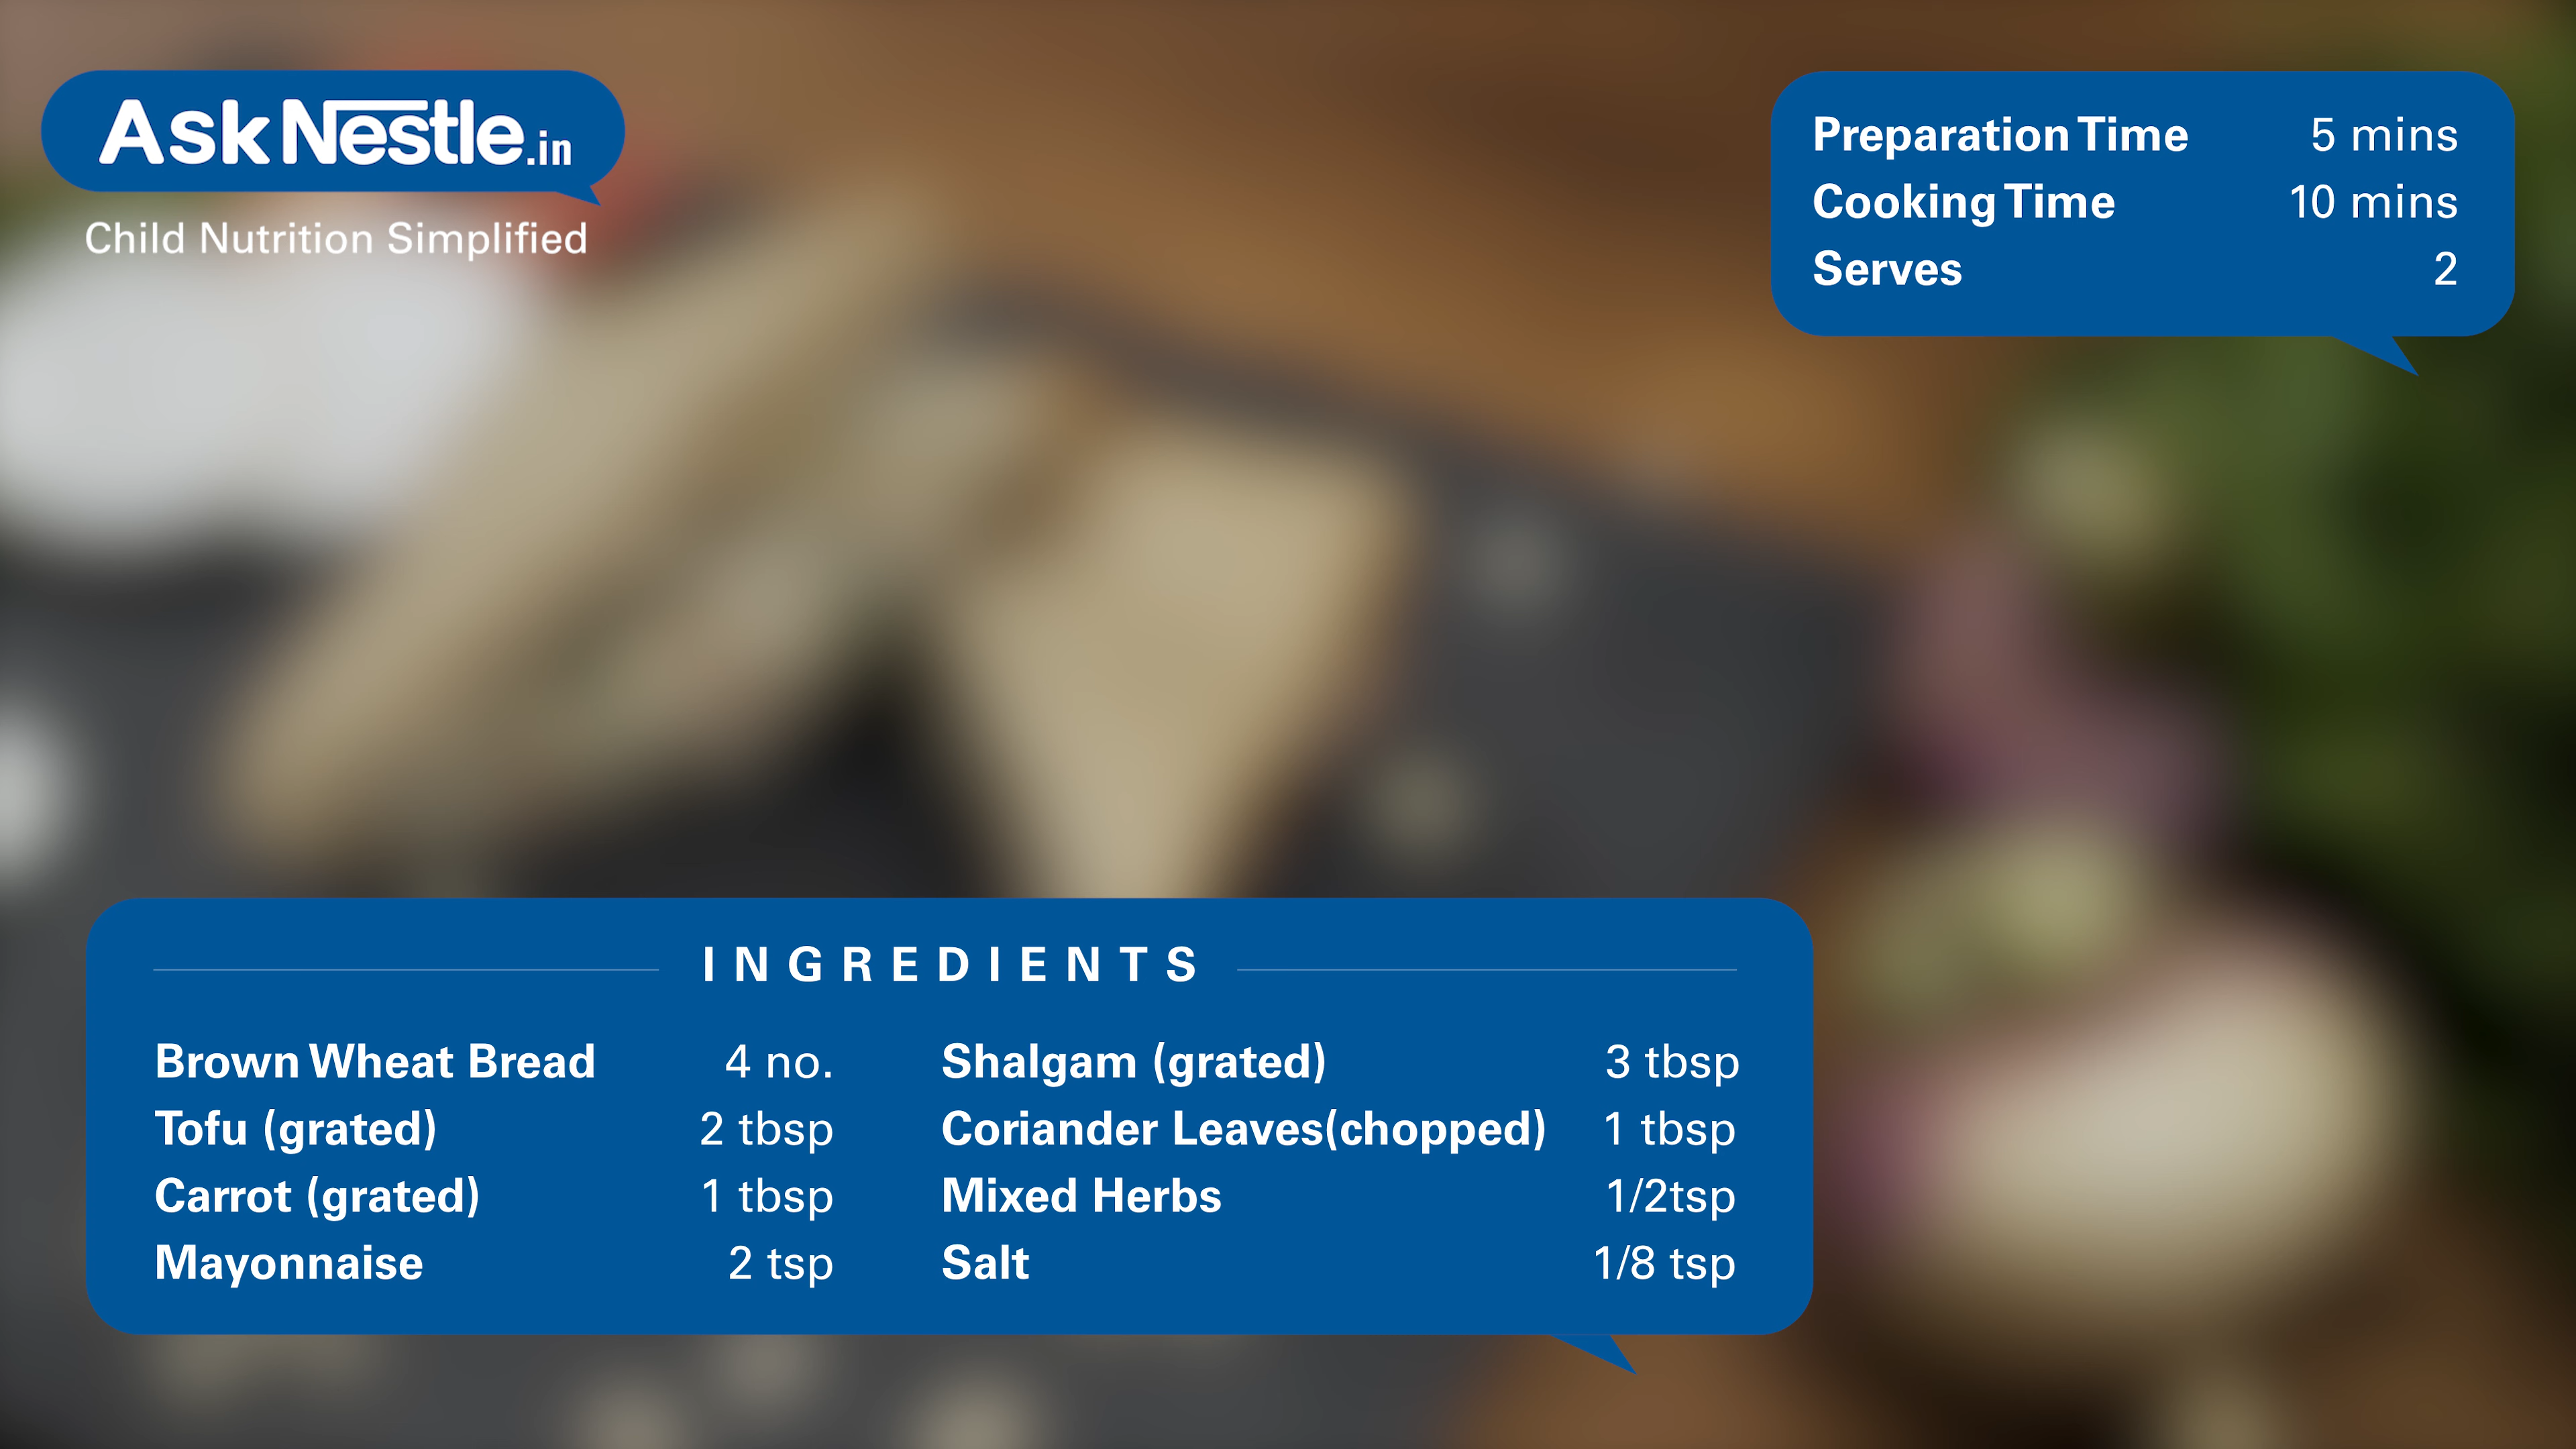 AskNestle.in
Child Nutrition Simplified
Preparation Time 5 mins
Cooking Time 10 mins
Serves 2
INGREDIENTS
Brown Wheat Bread 4 no.
Tofu (grated) 2 tbsp
Carrot (grated) 1 tbsp
Mayonnaise 2 tsp
Shalgam (grated) 3 tbsp
Coriander Leaves(chopped) 1 tbsp
Mixed Herbs 1/2tsp
Salt 1/8 tsp